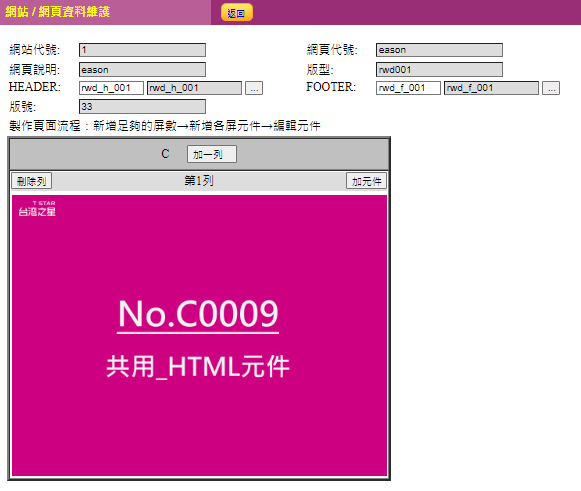 網站 / 網頁資料維護 返回
網站代號: 1 網頁代號: eason
網頁說明: eason 版型: rwd001
HEADER: rwd_h_001 rwd_h_001 ... FOOTER: rwd_f_001 rwd_f_001 ...
版號: 33
製作頁面流程：新增足夠的屏數→新增各屏元件→編輯元件
C 加一列
刪除列 第1列 加元件
T STAR
台灣之星
No.C0009
共用_HTML元件